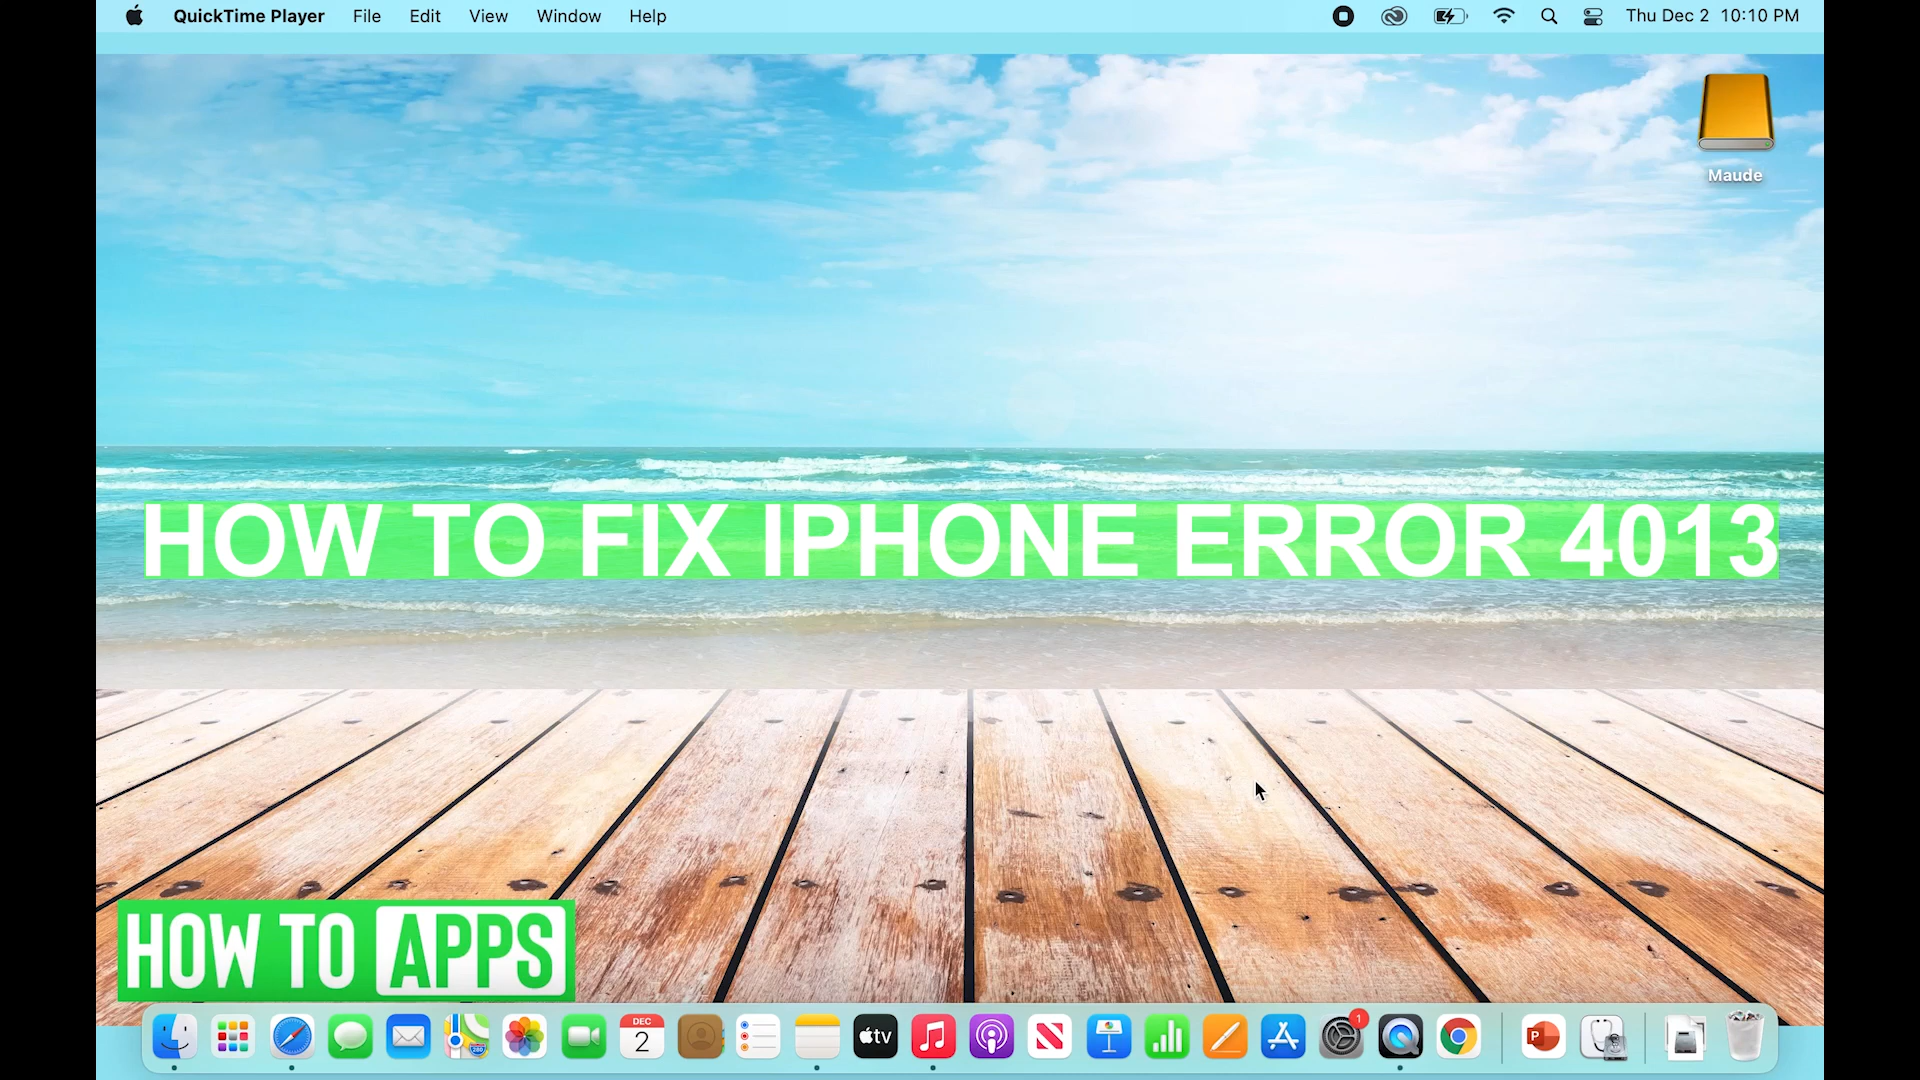 QuickTime Player File Edit View Window Help Thu Dec 2 10:10 PM
Maude
HOW TO FIX IPHONE ERROR 4013
HOW TO APPS
DEC
2
tv
1
P